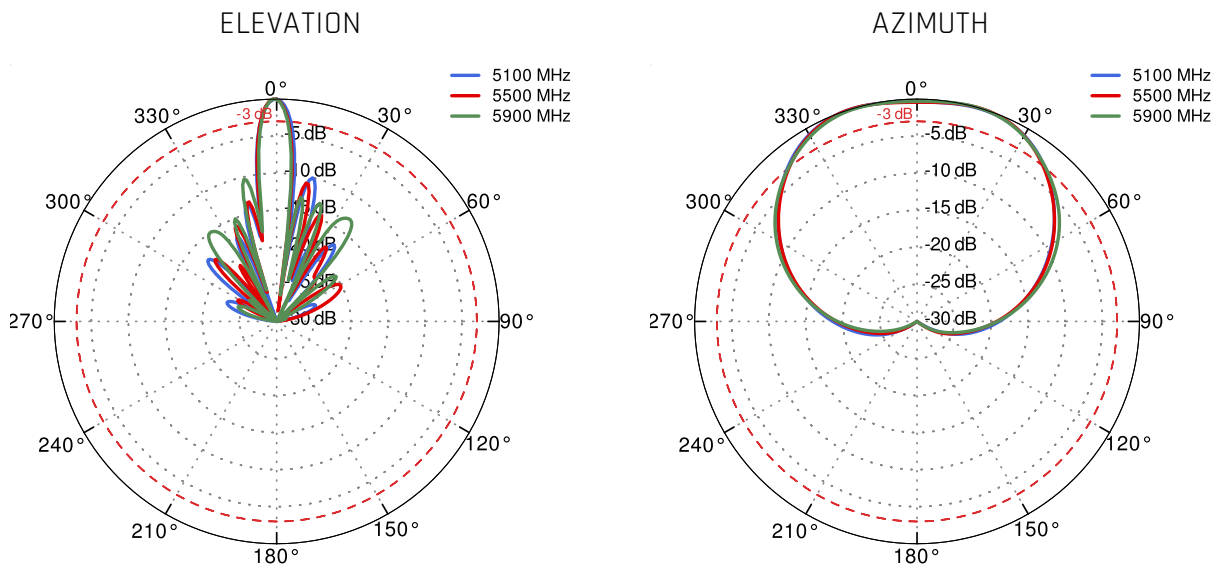 ELEVATION
5100 MHz
5500 MHz
5900 MHz
0°
330°
30°
-3 dB
-5 dB
300°
60°
270°
90°
-30 dB
240°
120°
210°
150°
180°
AZIMUTH
5100 MHz
5500 MHz
5900 MHz
0°
330°
30°
-3 dB
-5 dB
-10 dB
300°
60°
-15 dB
-20 dB
-25 dB
270°
-30 dB
90°
240°
120°
210°
150°
180°